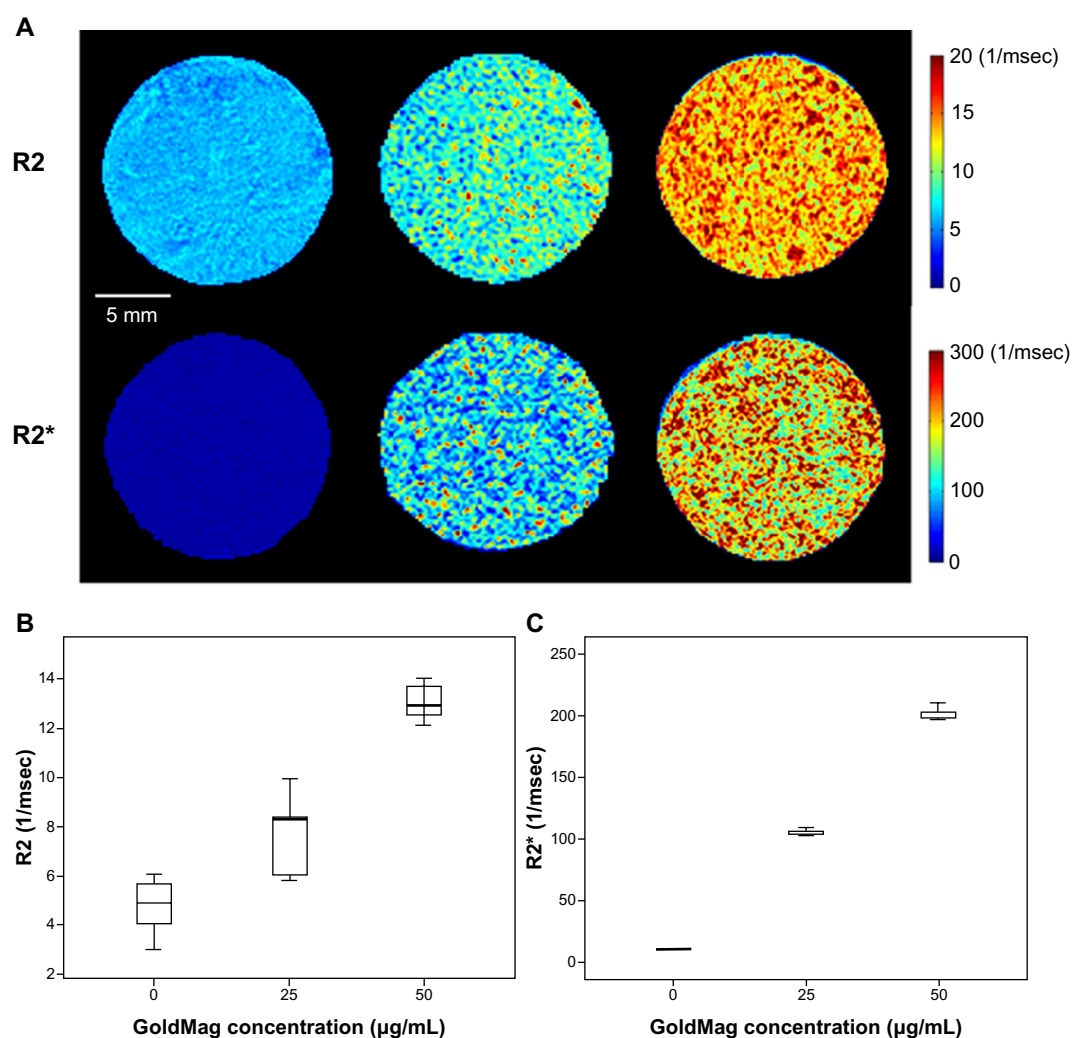 A
R2
20 (1/msec)
15
10
5
0
5 mm
R2*
300 (1/msec)
200
100
0
B
R2 (1/msec)
14
12
10
8
6
4
2
0
25
50
GoldMag concentration (μg/mL)
C
R2* (1/msec)
250
200
150
100
50
0
0
25
50
GoldMag concentration (μg/mL)